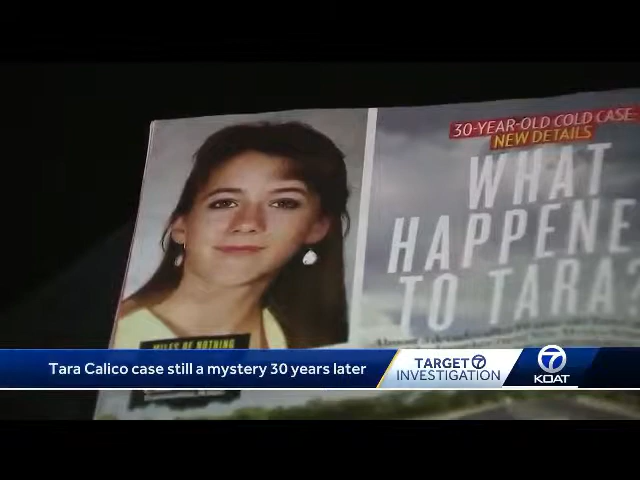 30-YEAR-OLD COLD CASE
NEW DETAILS
WHAT
HAPPENE
TO TARA?
MILES OF NOTHING
Tara Calico case still a mystery 30 years later
TARGET 7
INVESTIGATION
7
KOAT